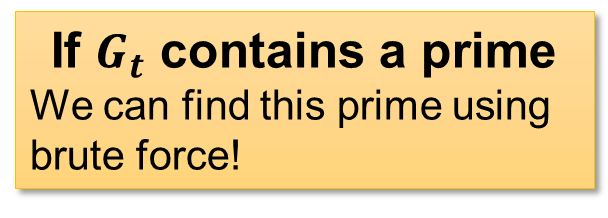 If 𝑮𝒕 contains a prime
We can find this prime using
brute force!